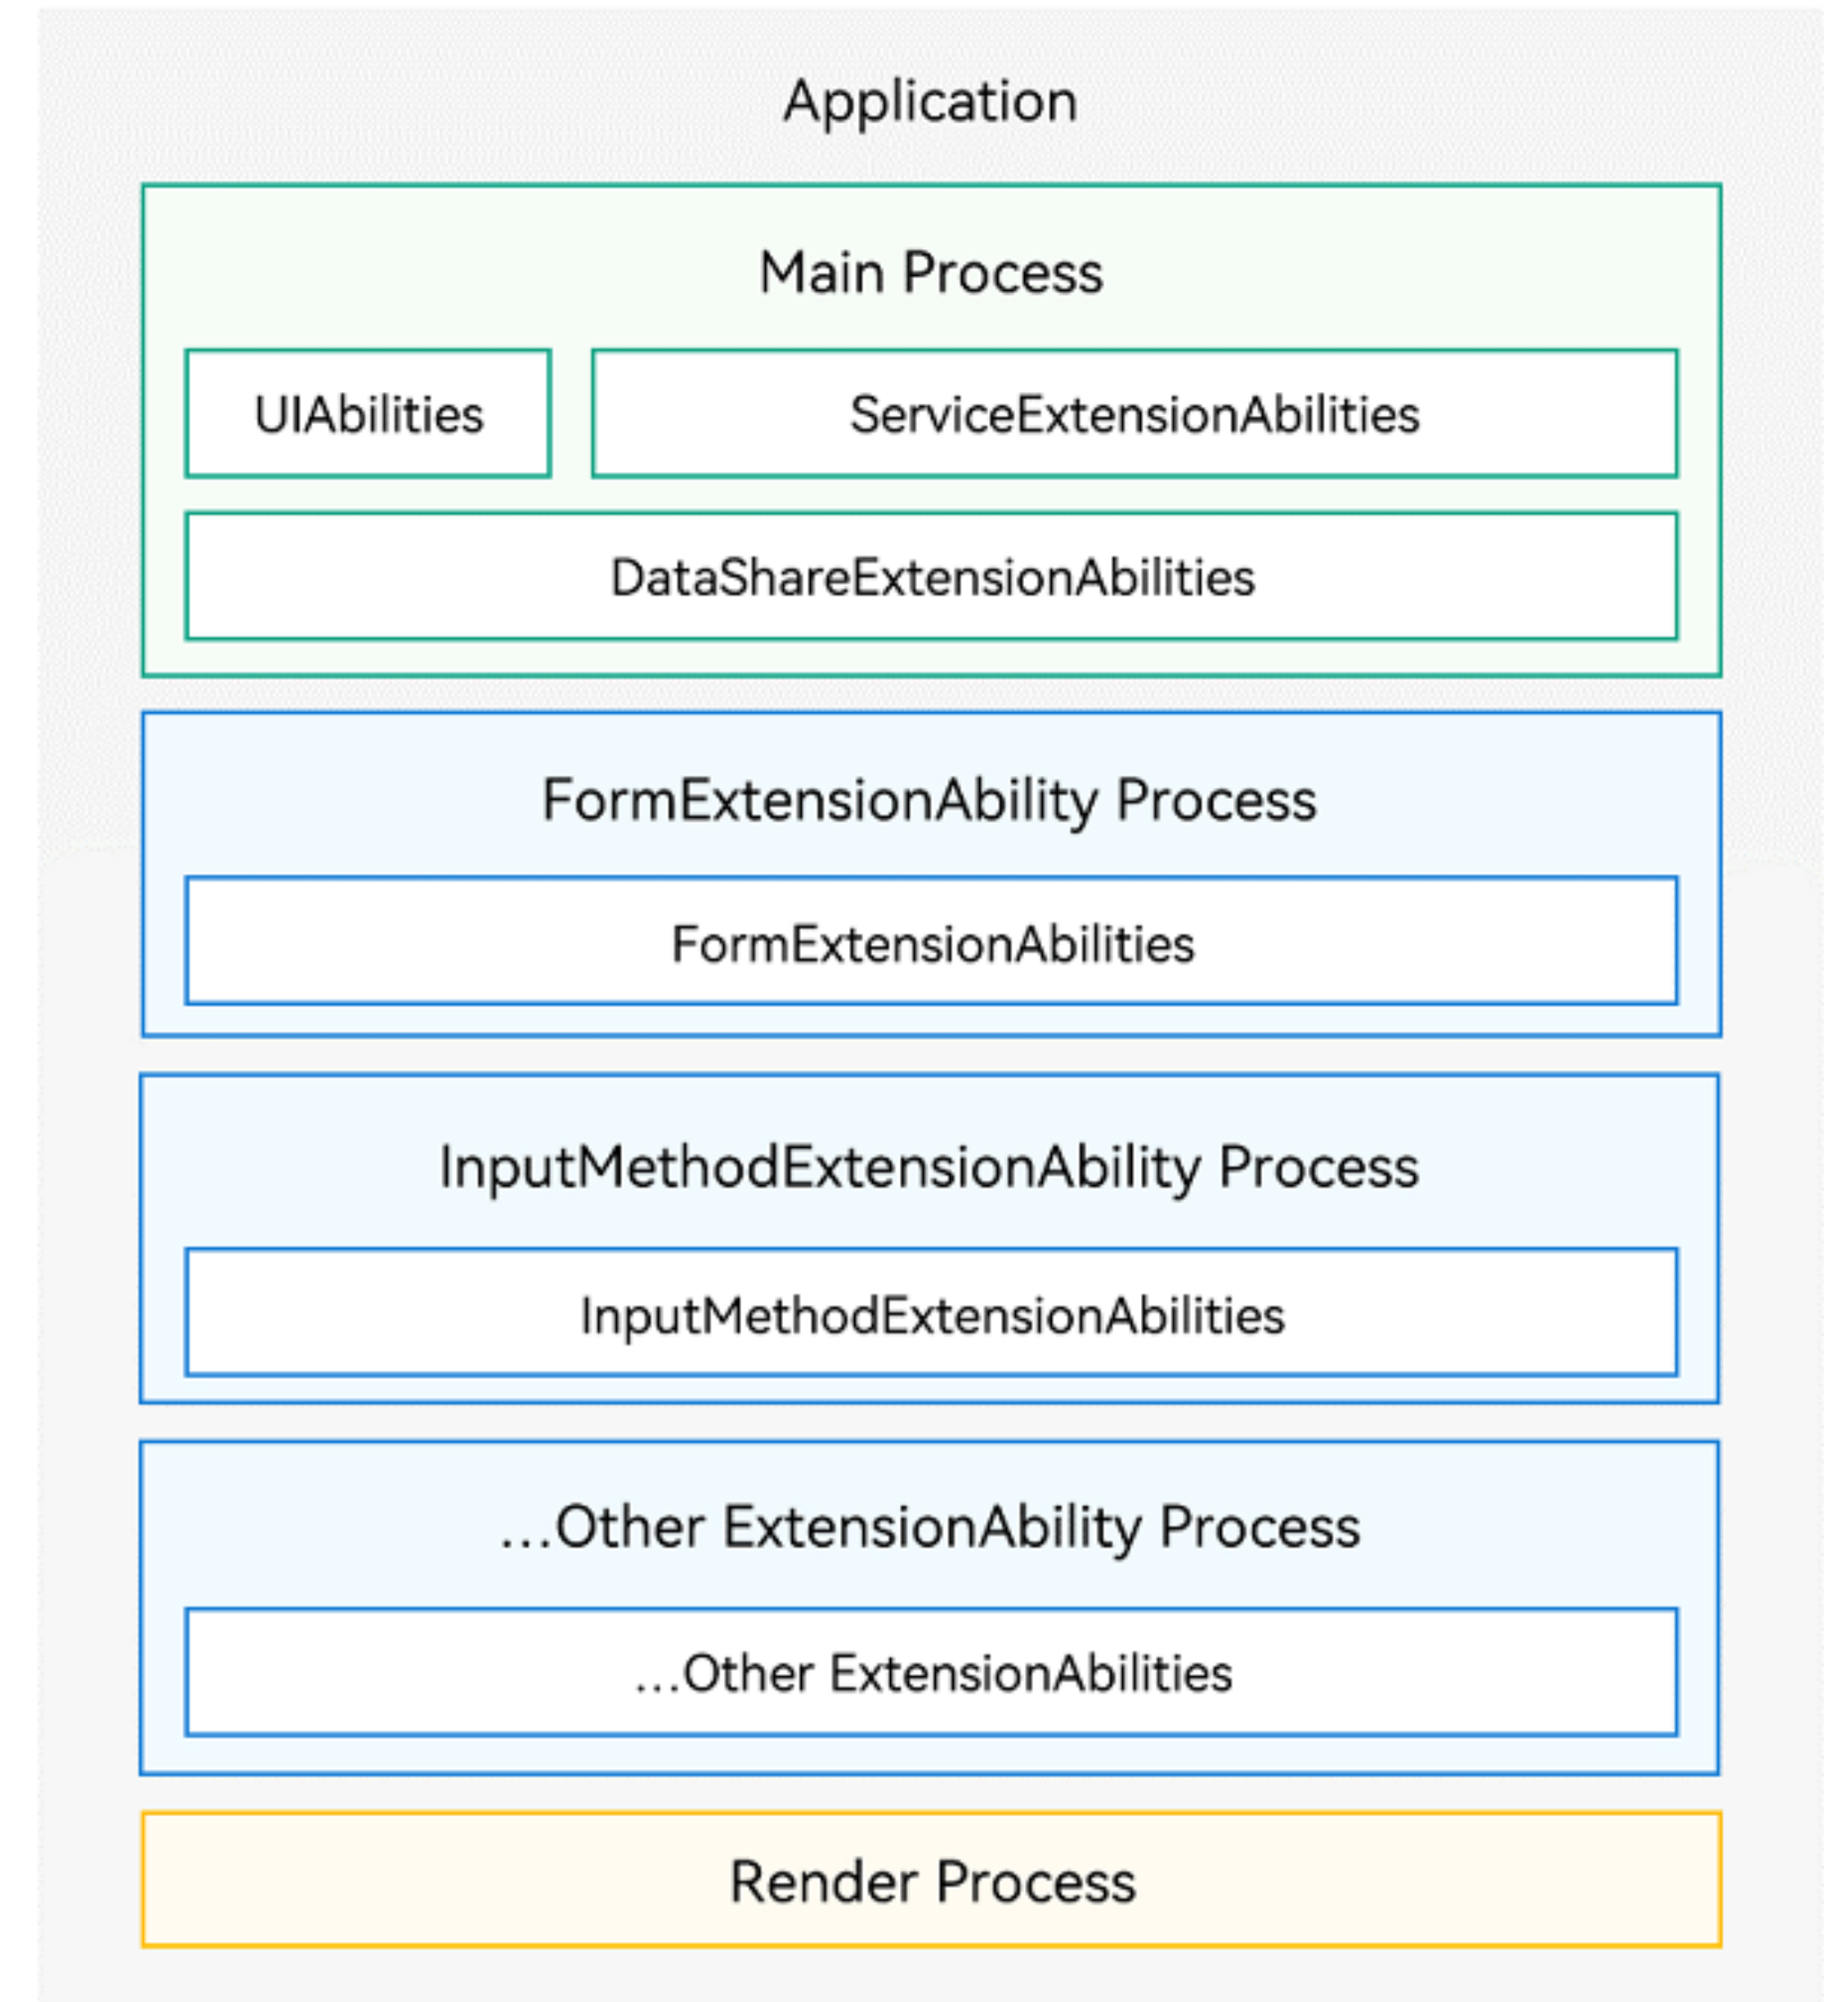 Application
Main Process
UIAbilities
ServiceExtensionAbilities
DataShareExtensionAbilities
FormExtensionAbility Process
FormExtensionAbilities
InputMethodExtensionAbility Process
InputMethodExtensionAbilities
...Other ExtensionAbility Process
...Other ExtensionAbilities
Render Process